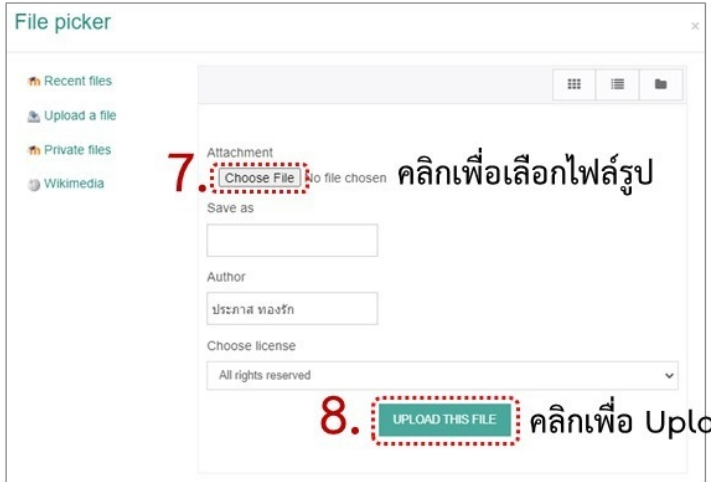 File picker
×
Recent files
Upload a file
Private files
Wikimedia
Attachment
7. Choose File No file chosen คลิกเพื่อเลือกไฟล์รูป
Save as
Author
ประภาส ทองรัก
Choose license
All rights reserved
8. UPLOAD THIS FILE คลิกเพื่อ Uplo